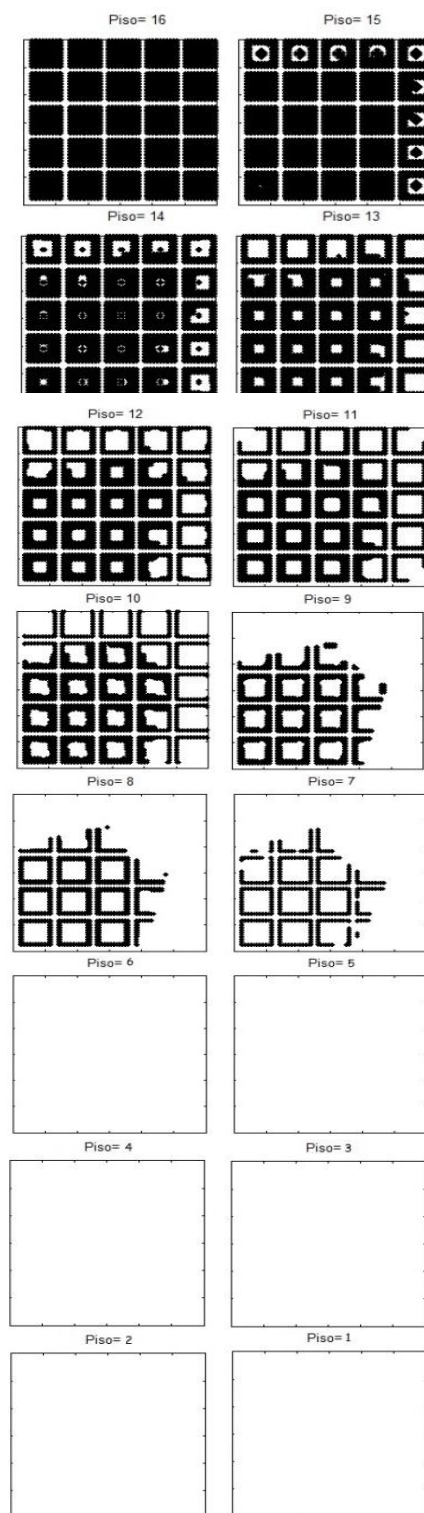 Piso= 16
Piso= 15
Piso= 14
Piso= 13
Piso= 12
Piso= 11
Piso= 10
Piso= 9
Piso= 8
Piso= 7
Piso= 6
Piso= 5
Piso= 4
Piso= 3
Piso= 2
Piso= 1